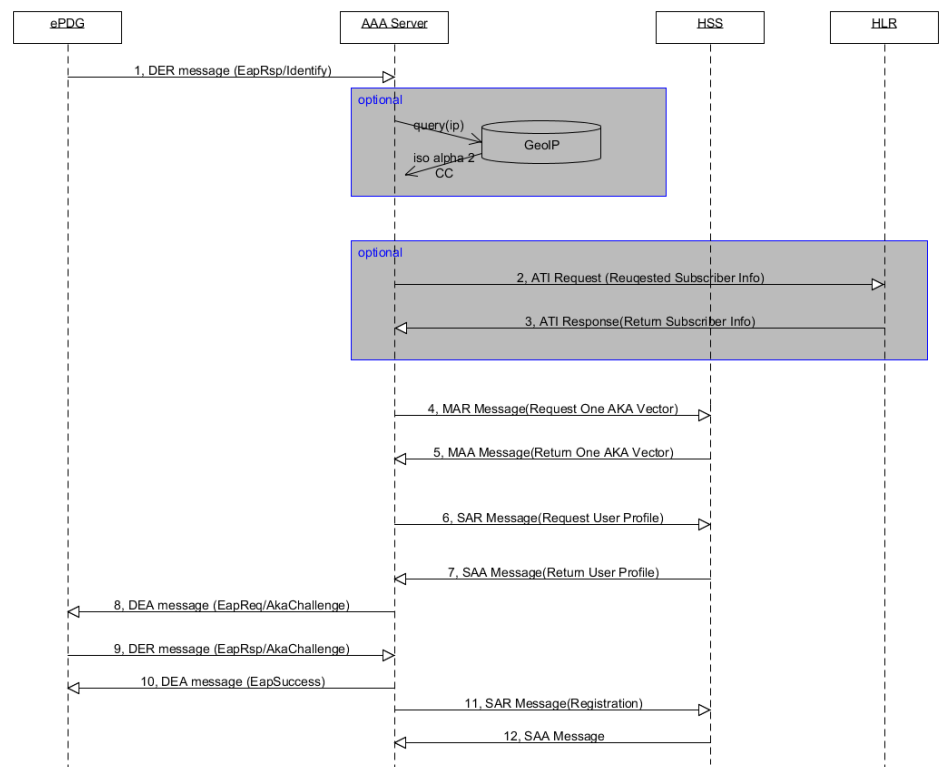 ePDG
AAA Server
HSS
HLR
1, DER message (EapRsp/Identify)
optional
query(ip)
GeoIP
iso alpha 2
CC
optional
2, ATI Request (Reuqested Subscriber Info)
3, ATI Response(Return Subscriber Info)
4, MAR Message(Request One AKA Vector)
5, MAA Message(Return One AKA Vector)
6, SAR Message(Request User Profile)
7, SAA Message(Return User Profile)
8, DEA message (EapReq/AkaChallenge)
9, DER message (EapRsp/AkaChallenge)
10, DEA message (EapSuccess)
11, SAR Message(Registration)
12, SAA Message